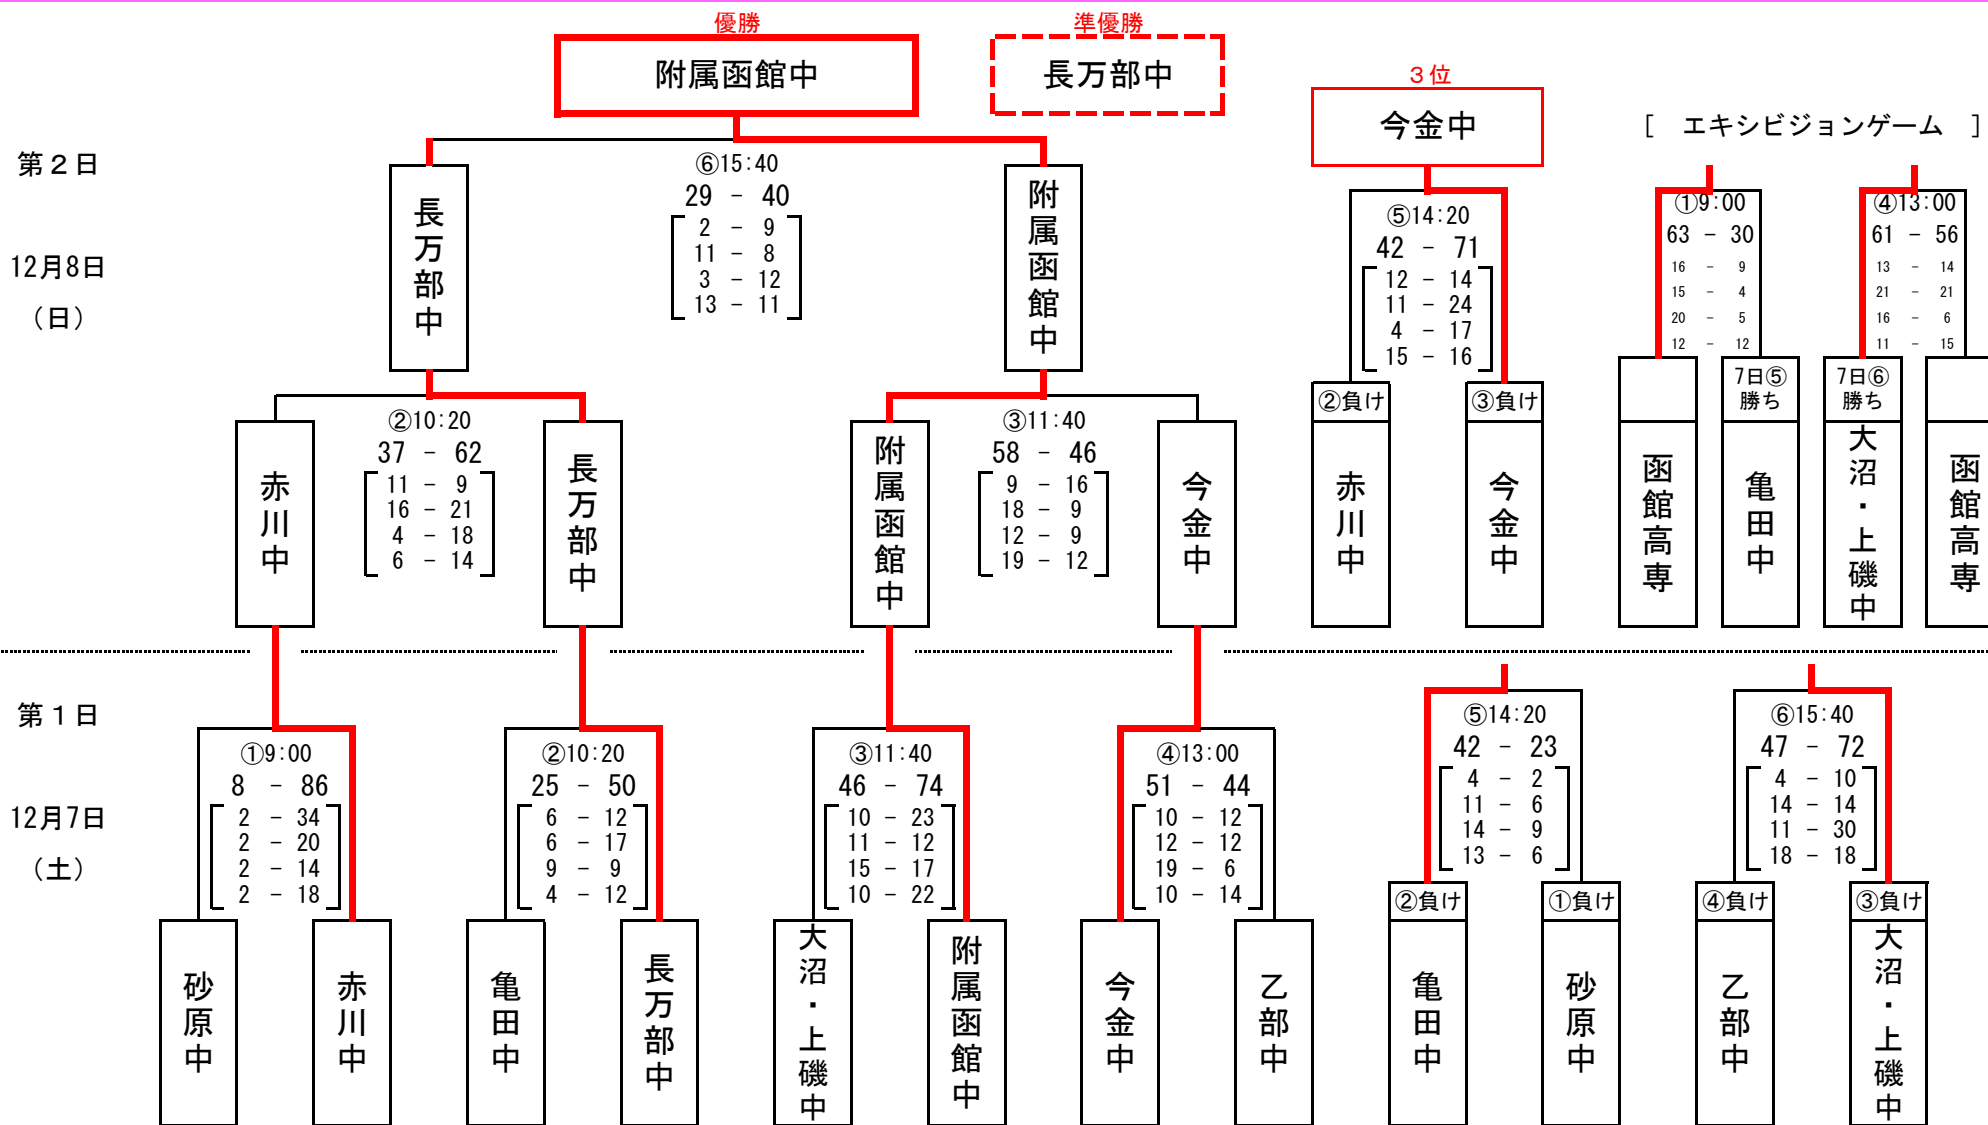 優勝
附属函館中
準優勝
長万部中
３位
今金中
［　エキシビジョンゲーム　］
第２日
12月8日
（日）
長万部中
⑥15:40
29 － 40
2 － 9
11 － 8
3 － 12
13 － 11
附属函館中
⑤14:20
42 － 71
12 － 14
11 － 24
4 － 17
15 － 16
②負け
赤川中
③負け
今金中
①9:00
63 － 30
16 － 9
15 － 4
20 － 5
12 － 12
函館高専
7日⑤
勝ち
亀田中
④13:00
61 － 56
13 － 14
21 － 21
16 － 6
11 － 15
7日⑥
勝ち
大沼・上磯中
函館高専
赤川中
②10:20
37 － 62
11 － 9
16 － 21
4 － 18
6 － 14
長万部中
附属函館中
③11:40
58 － 46
9 － 16
18 － 9
12 － 9
19 － 12
今金中
第１日
12月7日
（土）
①9:00
8 － 86
2 － 34
2 － 20
2 － 14
2 － 18
砂原中
赤川中
②10:20
25 － 50
6 － 12
6 － 17
9 － 9
4 － 12
亀田中
長万部中
③11:40
46 － 74
10 － 23
11 － 12
15 － 17
10 － 22
大沼・上磯中
附属函館中
④13:00
51 － 44
10 － 12
12 － 12
19 － 6
10 － 14
今金中
乙部中
⑤14:20
42 － 23
4 － 2
11 － 6
14 － 9
13 － 6
②負け
亀田中
①負け
砂原中
⑥15:40
47 － 72
4 － 10
14 － 14
11 － 30
18 － 18
④負け
乙部中
③負け
大沼・上磯中